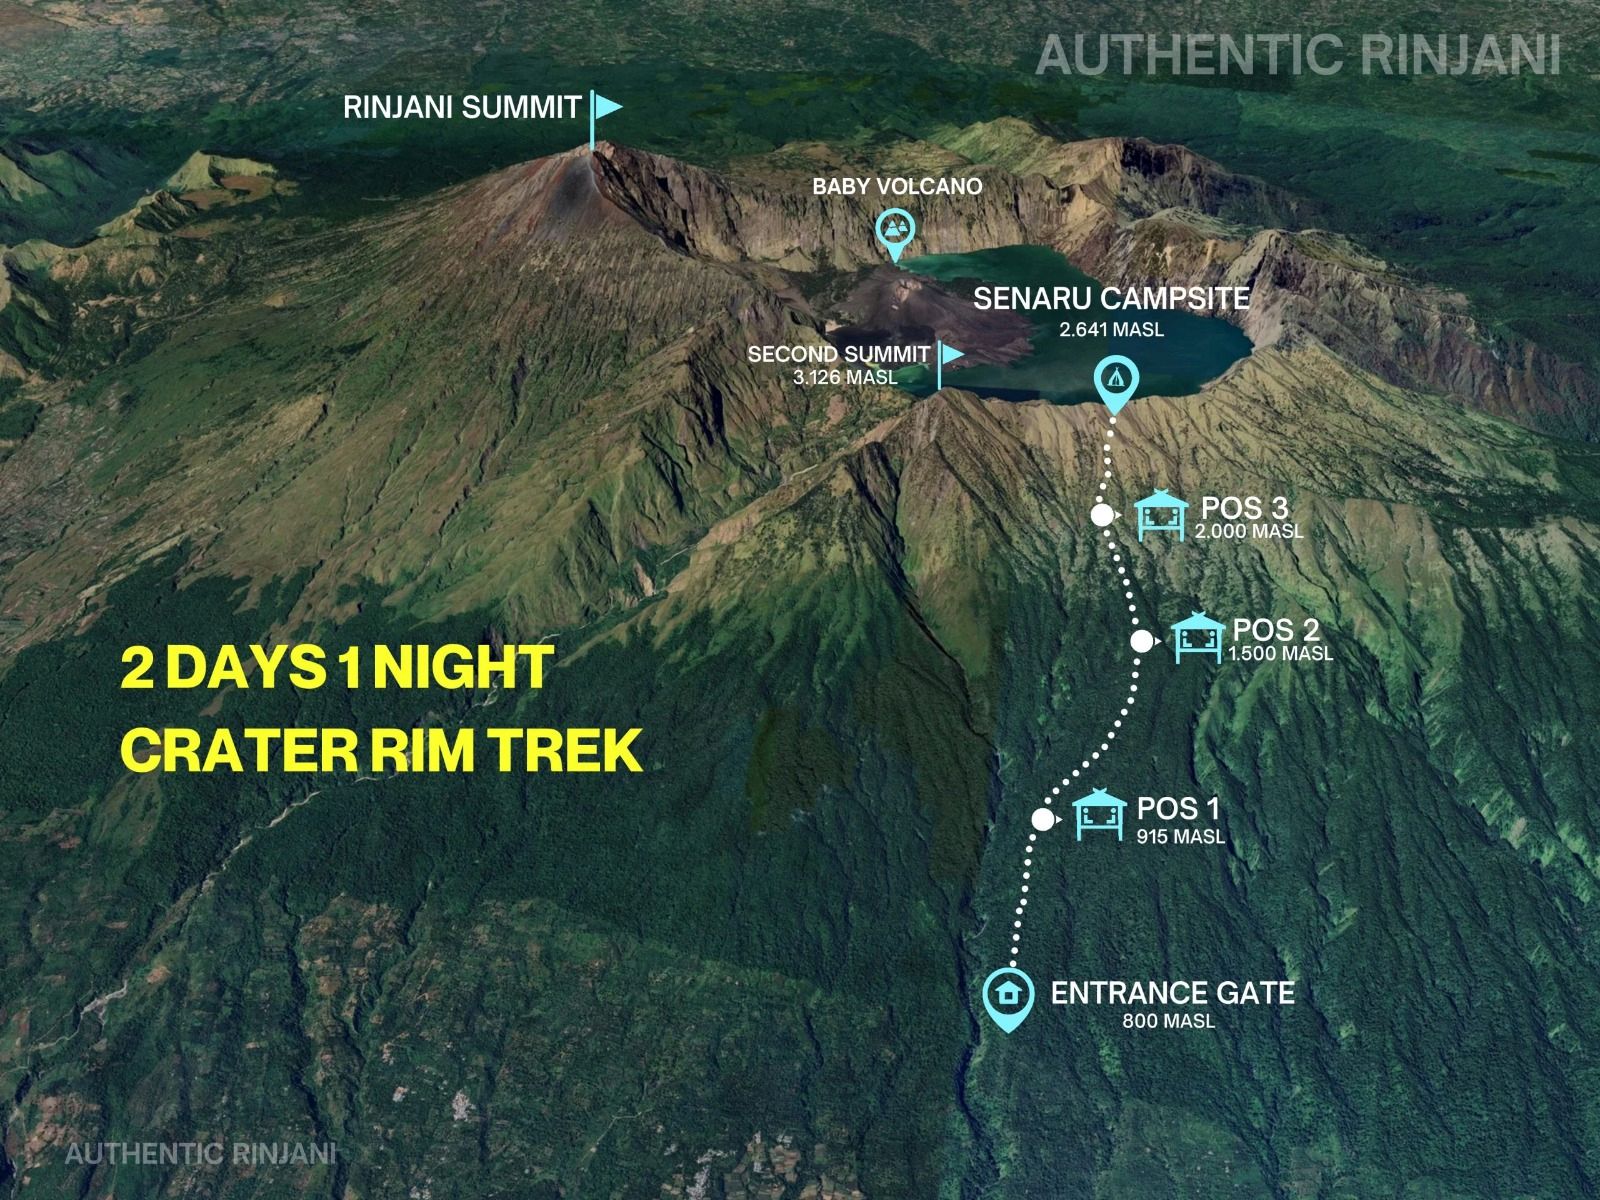 AUTHENTIC RINJANI
RINJANI SUMMIT
BABY VOLCANO
SENARU CAMPSITE
2.641 MASL
SECOND SUMMIT
3.126 MASL
POS 3
2.000 MASL
POS 2
1.500 MASL
2 DAYS 1 NIGHT
CRATER RIM TREK
POS 1
915 MASL
ENTRANCE GATE
800 MASL
AUTHENTIC RINJANI